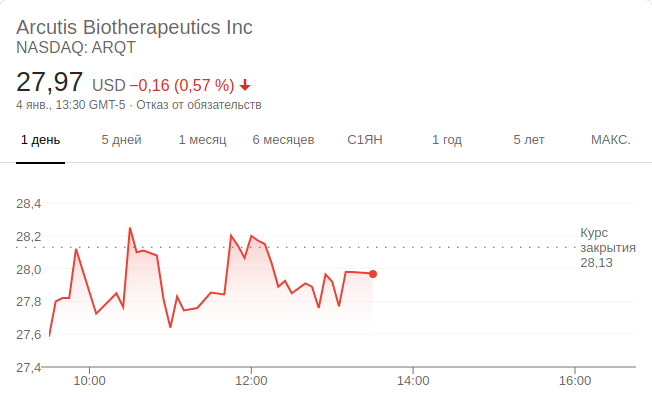 Arcutis Biotherapeutics Inc
NASDAQ: ARQT
27,97 USD −0,16 (0,57 %)
4 янв., 13:30 GMT-5 · Отказ от обязательств
1 день 5 дней 1 месяц 6 месяцев С1ЯН 1 год 5 лет МАКС.
28,4
28,2
28,0
27,8
27,6
27,4
Курс
закрытия
28,13
10:00 12:00 14:00 16:00